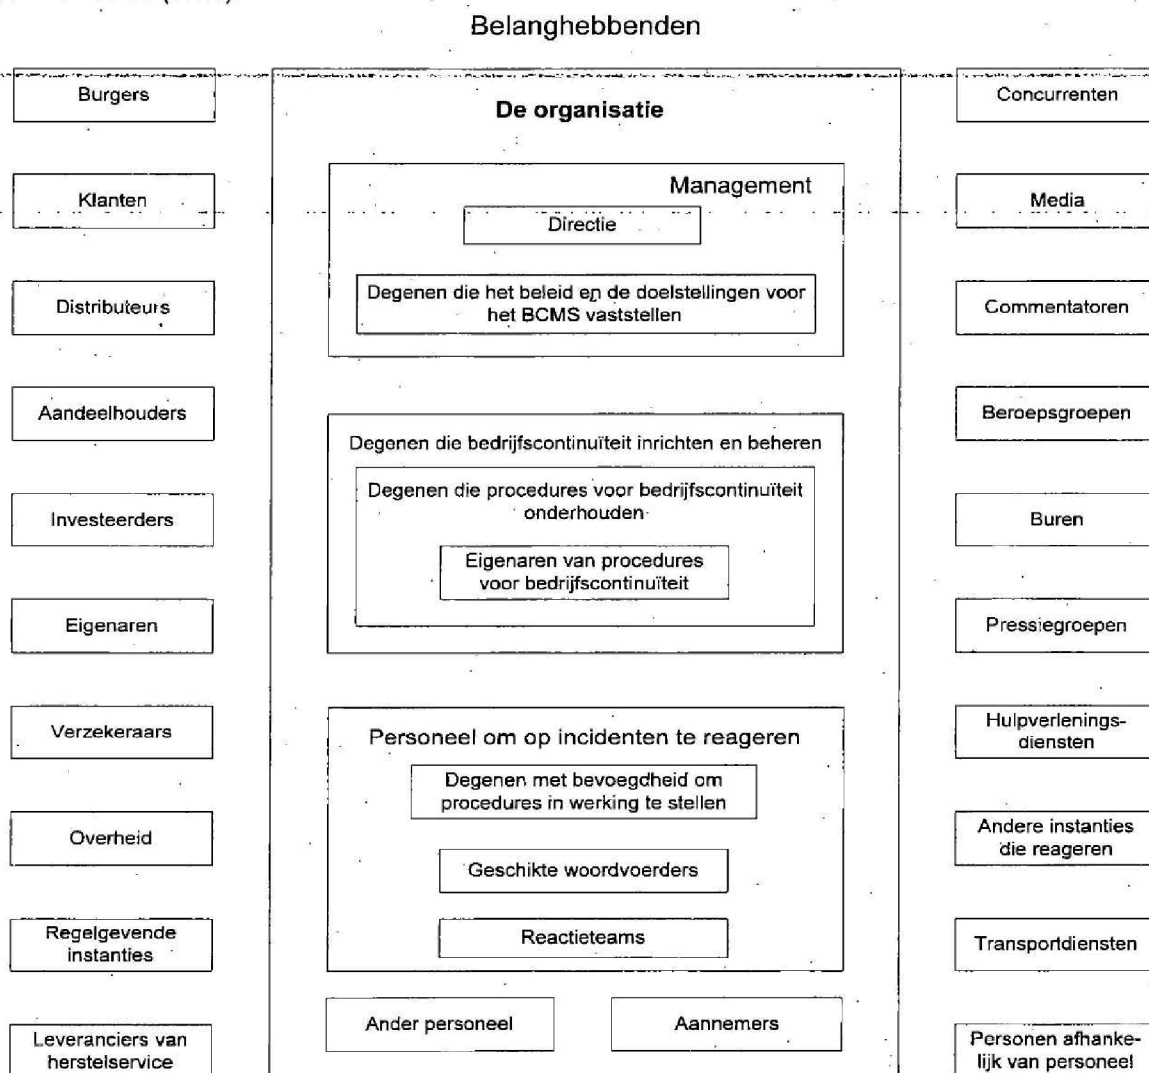 Belanghebbenden
Burgers
Klanten
Distributeurs
Aandeelhouders
Investeerders
Eigenaren
Verzekeraars
Overheid
Regelgevende
instanties
Leveranciers van
herstelservice
De organisatie
Management
Directie
Degenen die het beleid en de doelstellingen voor
het BCMS vaststellen
Degenen die bedrijfscontinuïteit inrichten en beheren
Degenen die procedures voor bedrijfscontinuïteit
onderhouden
Eigenaren van procedures
voor bedrijfscontinuïteit
Personeel om op incidenten te reageren
Degenen met bevoegdheid om
procedures in werking te stellen
Geschikte woordvoerders
Reactieteams
Ander personeel
Aannemers
Concurrenten
Media
Commentatoren
Beroepsgroepen
Buren
Pressiegroepen
Hulpverlenings-
diensten
Andere instanties
die reageren
Transportdiensten
Personen afhanke-
lijk van personeel